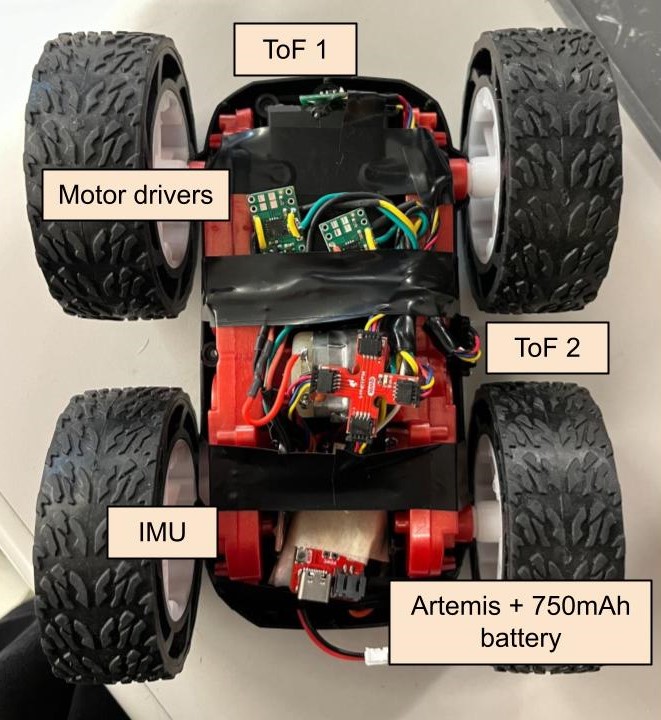 ToF 1
Motor drivers
ToF 2
IMU
Artemis + 750mAh
battery